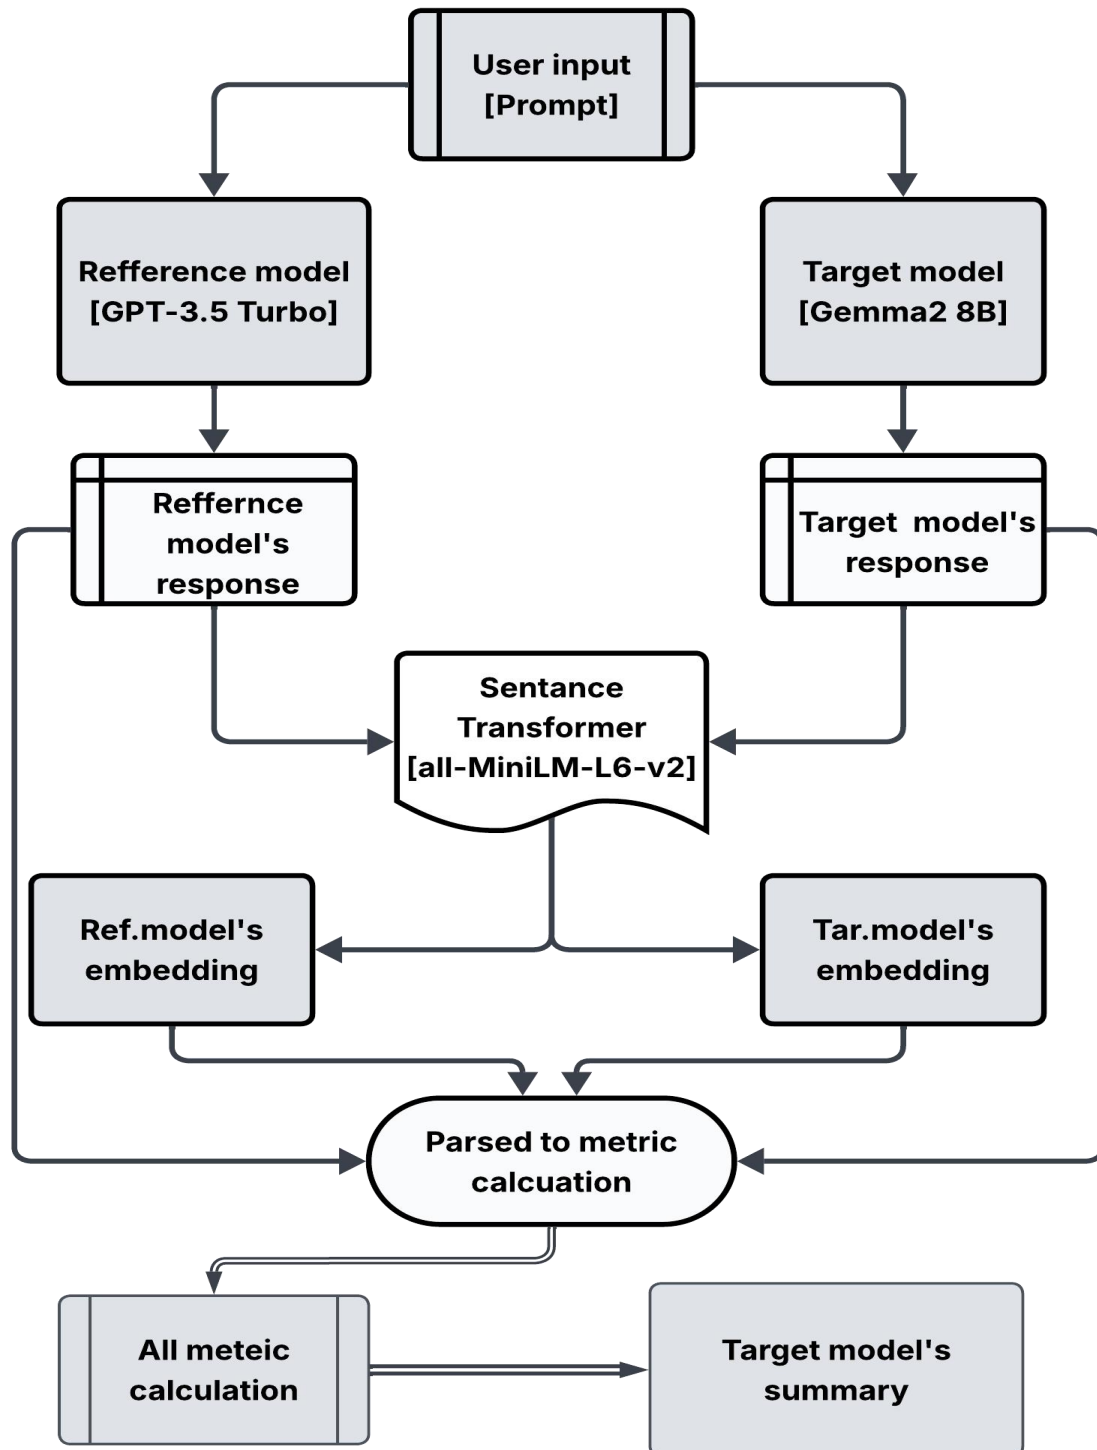 User input
[Prompt]
Refference model
[GPT-3.5 Turbo]
Target model
[Gemma2 8B]
Reffernce
model's
response
Target model's
response
Sentance
Transformer
[all-MiniLM-L6-v2]
Ref.model's
embedding
Tar.model's
embedding
Parsed to metric
calcuation
All meteic
calculation
Target model's
summary